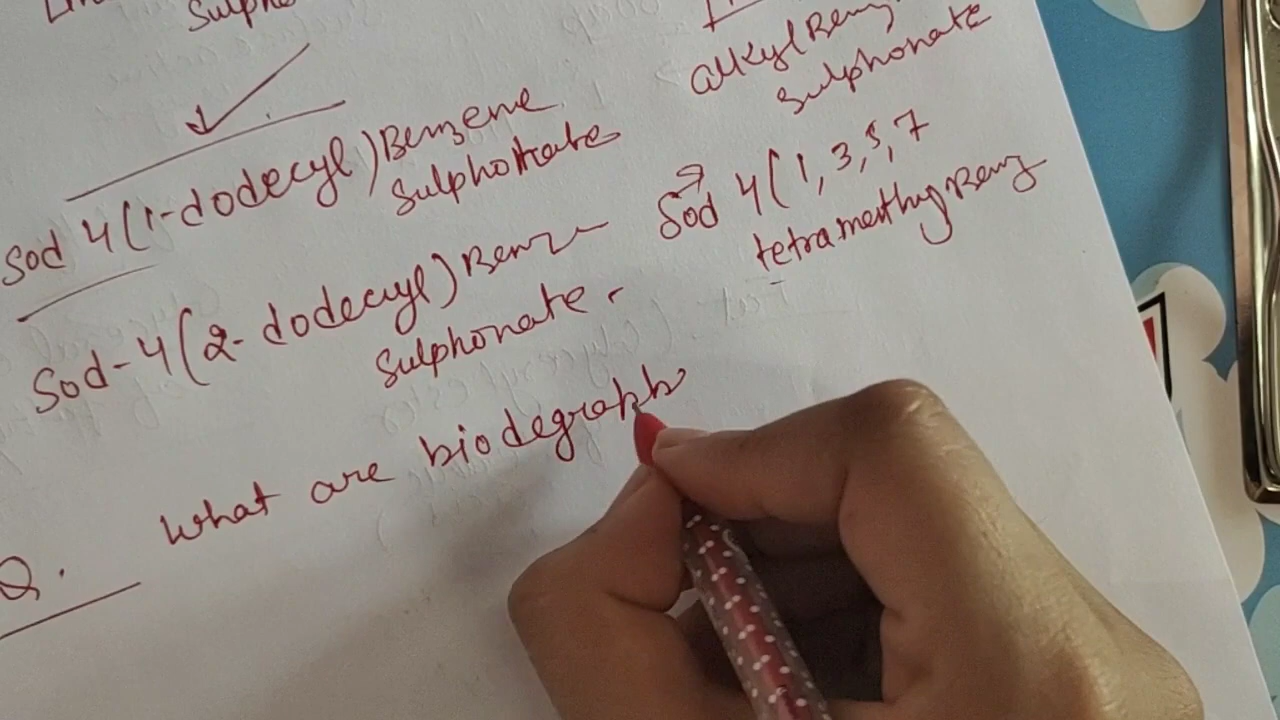 Sulpho
Sod 4(1-dodecyl) Benzene
Sulphonate
Sod-4(2-dodecyl) Benz
Sulphonate.
alkyl Benz
Sulphonate
Sod 4(1,3,5,7
tetramethyl Benz
Q. What are biodegrab